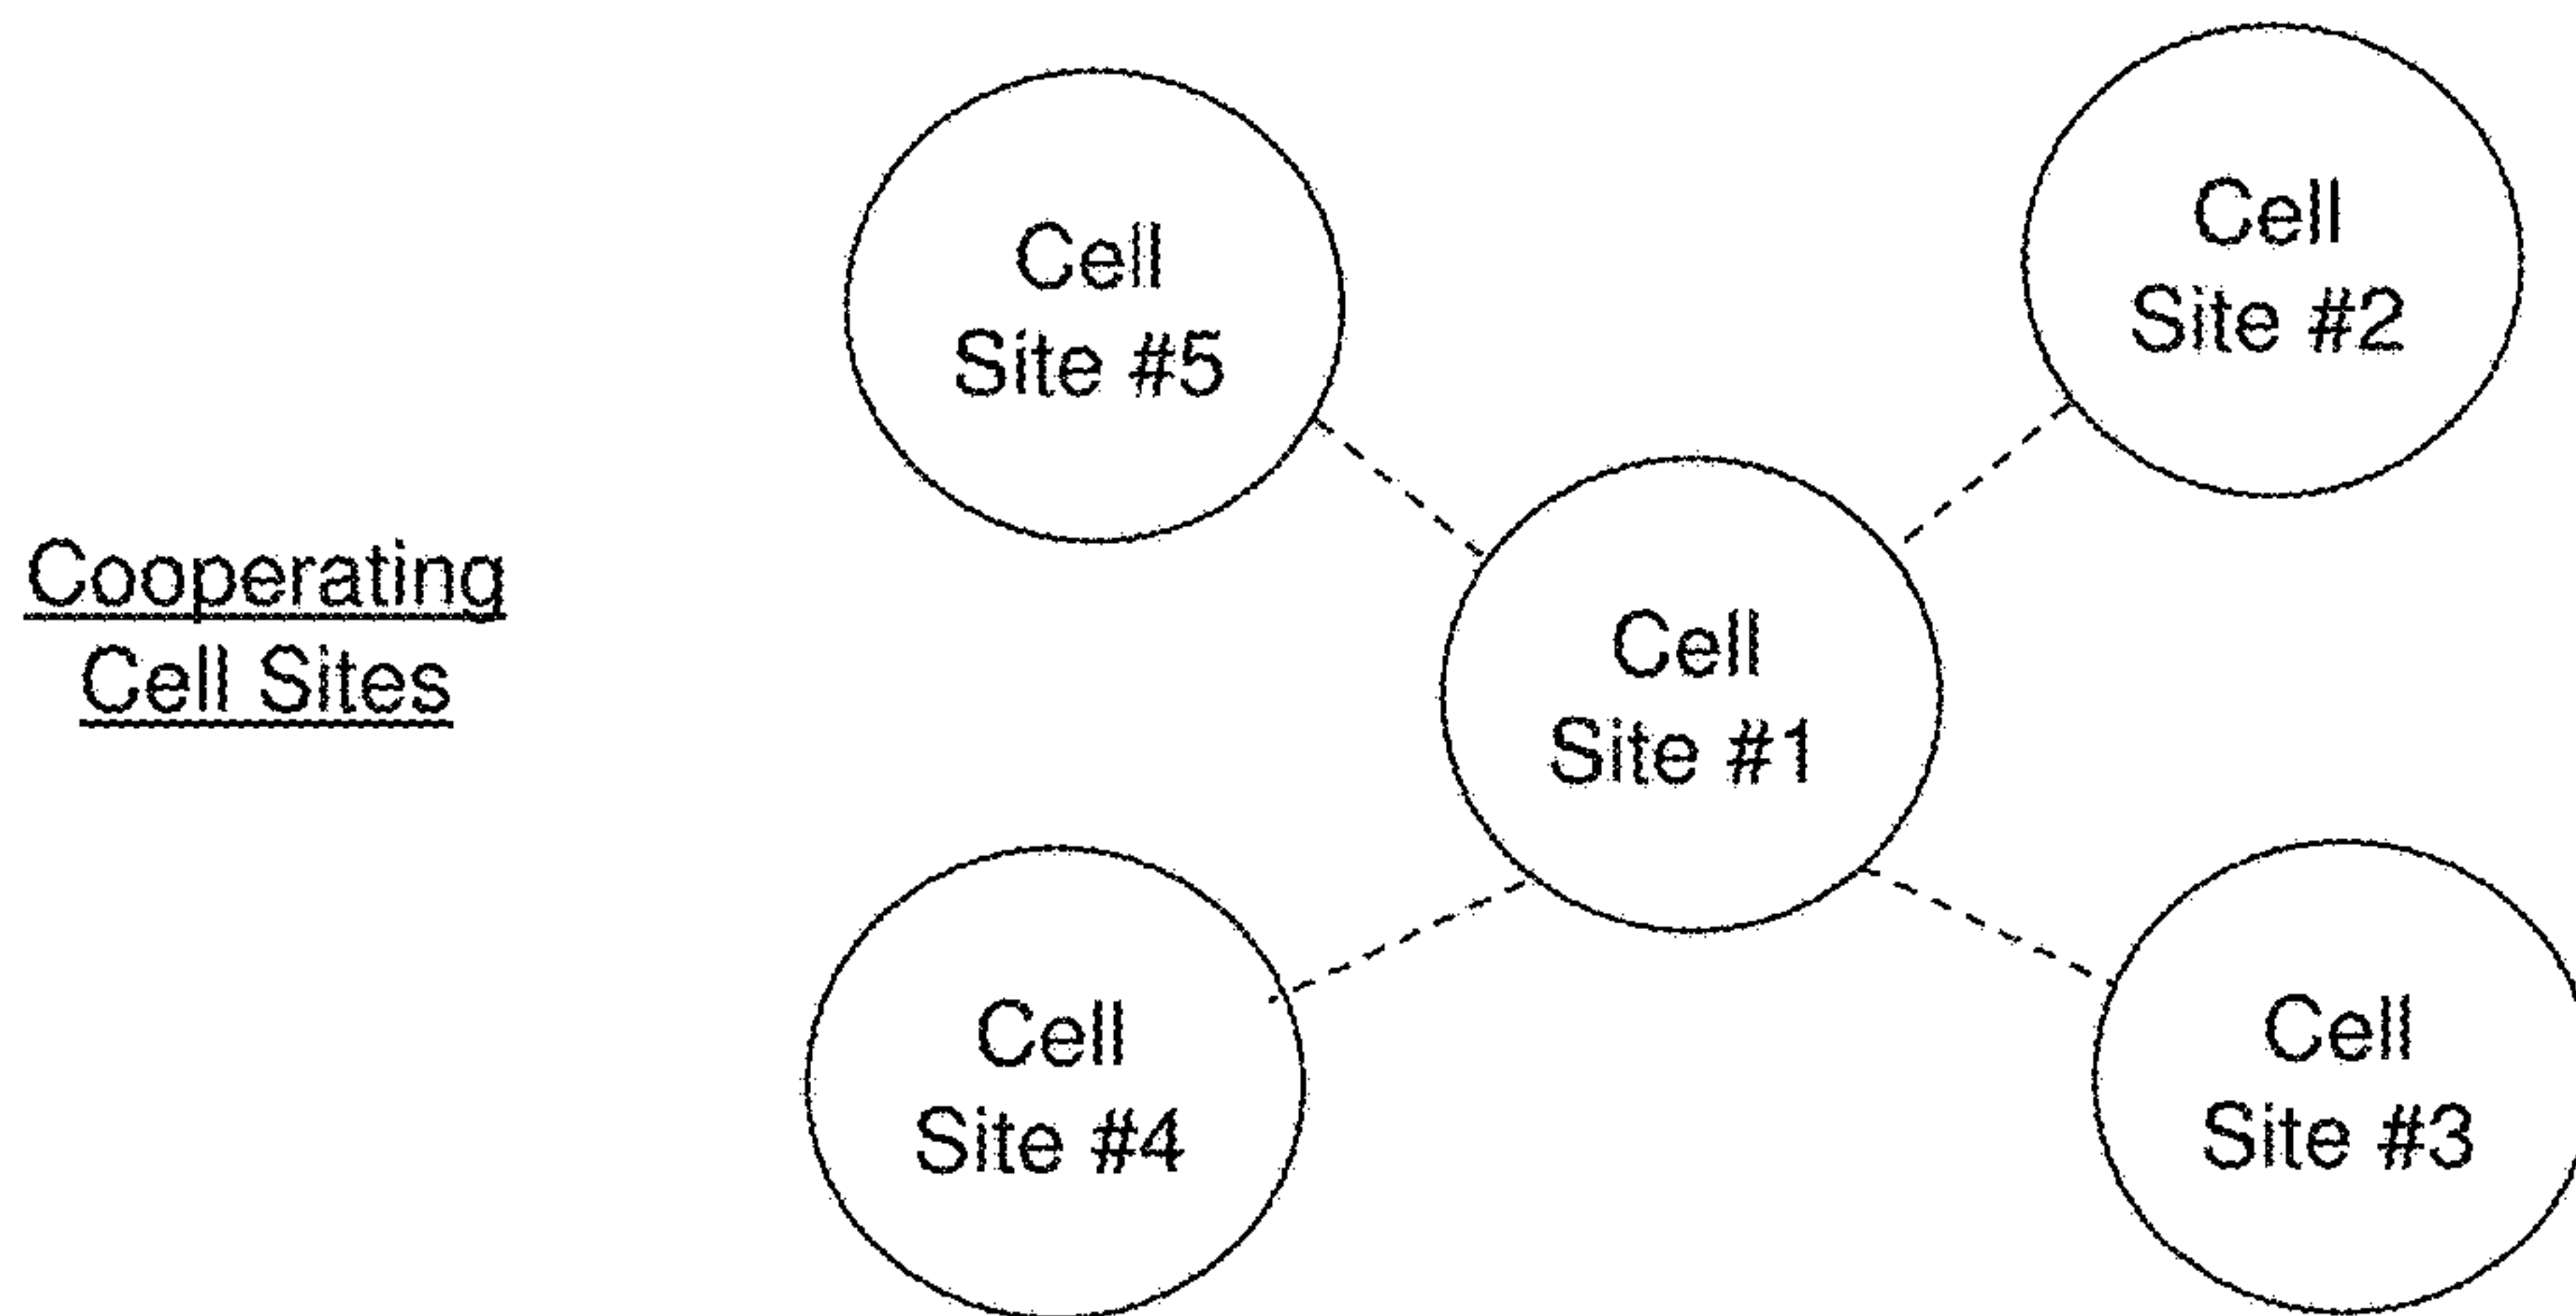 Cooperating
Cell Sites
Cell
Site #5
Cell
Site #2
Cell
Site #1
Cell
Site #4
Cell
Site #3